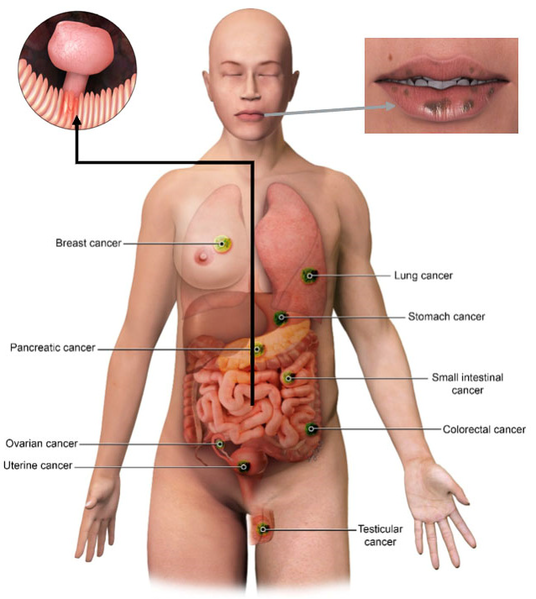 Breast cancer
Lung cancer
Stomach cancer
Pancreatic cancer
Small intestinal
cancer
Colorectal cancer
Ovarian cancer
Uterine cancer
Testicular
cancer